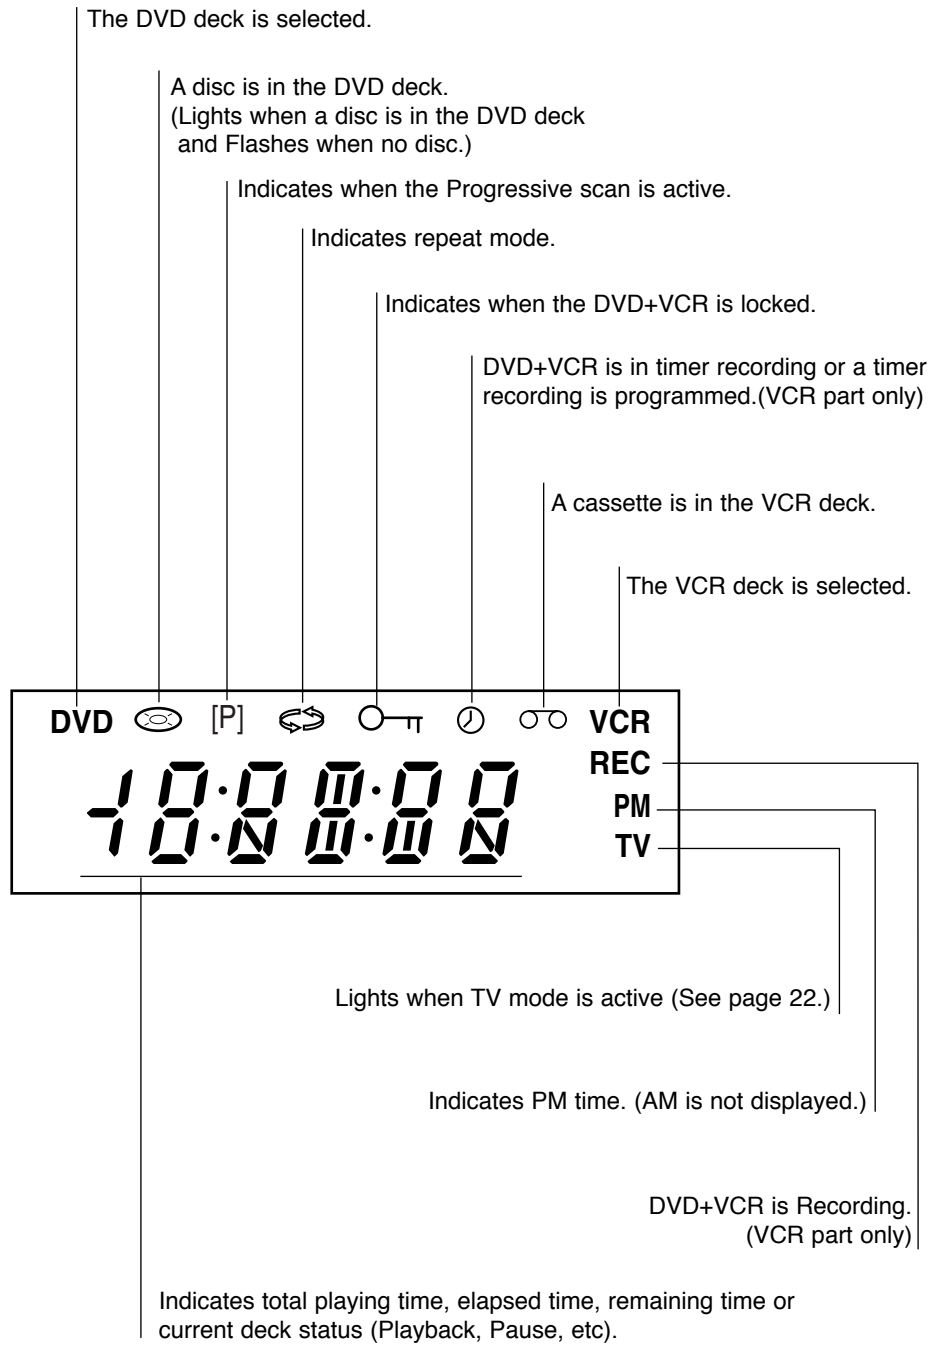 The DVD deck is selected.
A disc is in the DVD deck.
(Lights when a disc is in the DVD deck
and Flashes when no disc.)
Indicates when the Progressive scan is active.
Indicates repeat mode.
Indicates when the DVD+VCR is locked.
DVD+VCR is in timer recording or a timer
recording is programmed.(VCR part only)
A cassette is in the VCR deck.
The VCR deck is selected.
DVD [P] VCR
REC
PM
TV
Lights when TV mode is active (See page 22.)
Indicates PM time. (AM is not displayed.)
DVD+VCR is Recording.
(VCR part only)
Indicates total playing time, elapsed time, remaining time or
current deck status (Playback, Pause, etc).